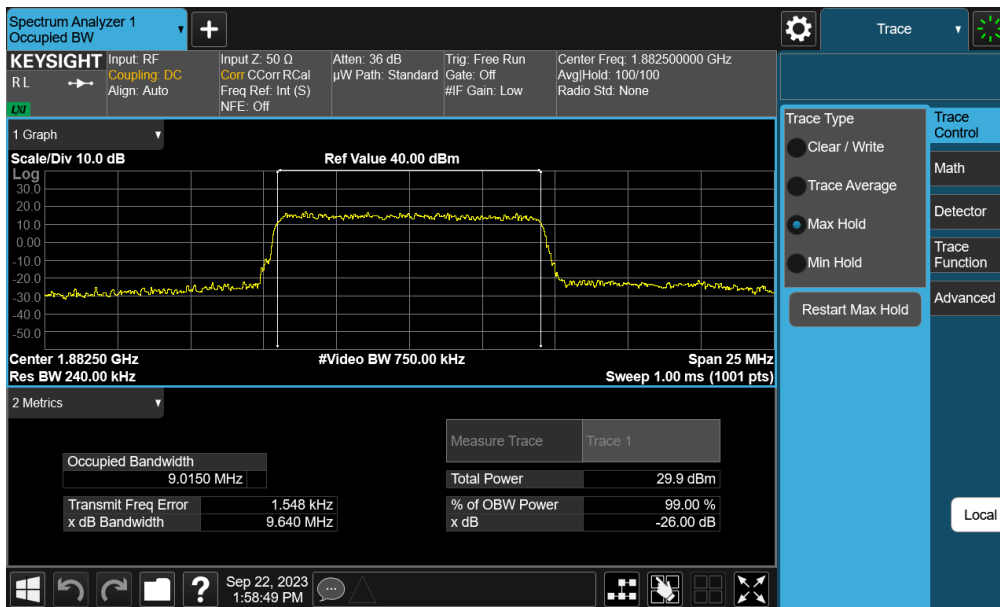 Spectrum Analyzer 1
Occupied BW
Trace
KEYSIGHT
R L
LXI
Input: RF
Coupling: DC
Align: Auto
Input Z: 50 Ω
Corr CCorr RCal
Freq Ref: Int (S)
NFE: Off
Atten: 36 dB
µW Path: Standard
Trig: Free Run
Gate: Off
#IF Gain: Low
Center Freq: 1.882500000 GHz
Avg|Hold: 100/100
Radio Std: None
1 Graph
Scale/Div 10.0 dB
Ref Value 40.00 dBm
Log
30.0
20.0
10.0
0.00
-10.0
-20.0
-30.0
-40.0
-50.0
Center 1.88250 GHz
#Video BW 750.00 kHz
Span 25 MHz
Res BW 240.00 kHz
Sweep 1.00 ms (1001 pts)
2 Metrics
Measure Trace
Trace 1
Occupied Bandwidth
9.0150 MHz
Total Power
29.9 dBm
Transmit Freq Error
1.548 kHz
% of OBW Power
99.00 %
x dB Bandwidth
9.640 MHz
x dB
-26.00 dB
Trace Type
Clear / Write
Trace Average
Max Hold
Min Hold
Restart Max Hold
Trace
Control
Math
Detector
Trace
Function
Advanced
Local
?
Sep 22, 2023
1:58:49 PM